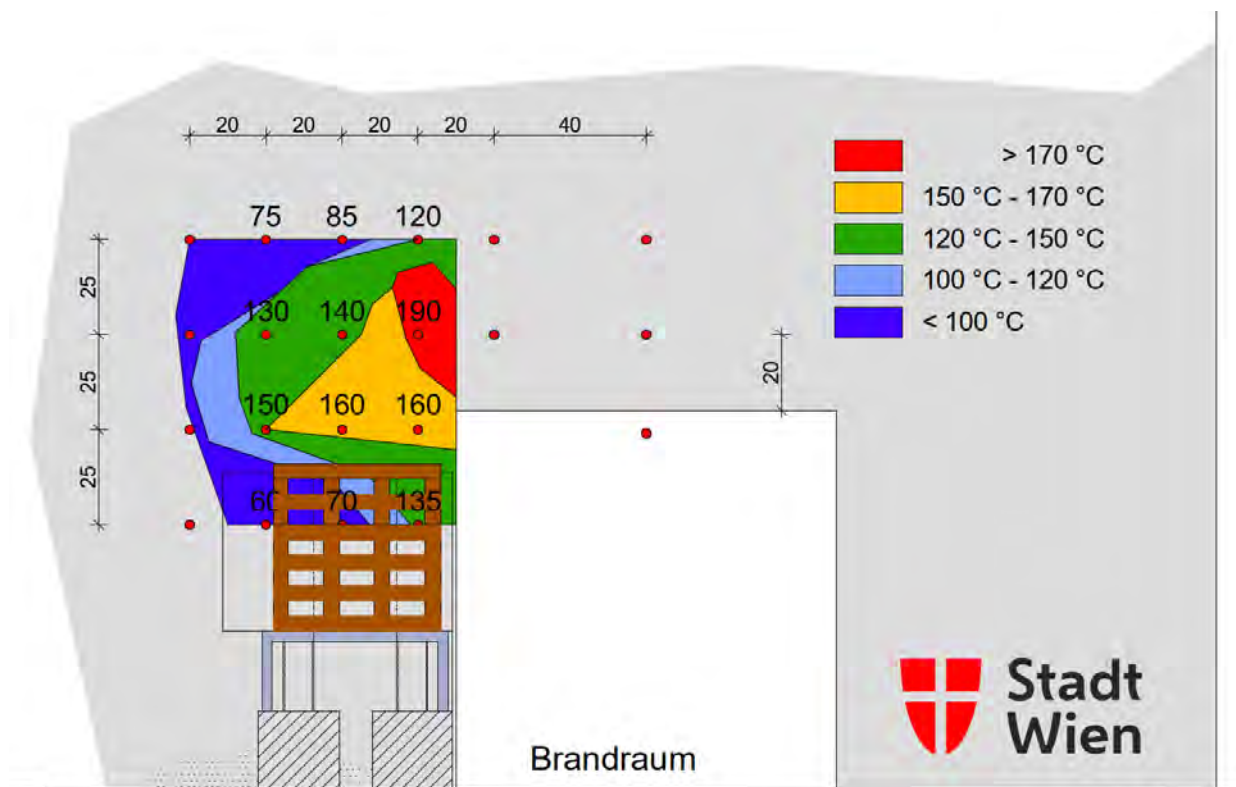 20 20 20 20 40
> 170 °C
150 °C - 170 °C
120 °C - 150 °C
100 °C - 120 °C
< 100 °C
75 85 120
25
130 140 190
25
20
150 160 160
25
60 70 135
Stadt
Wien
Brandraum